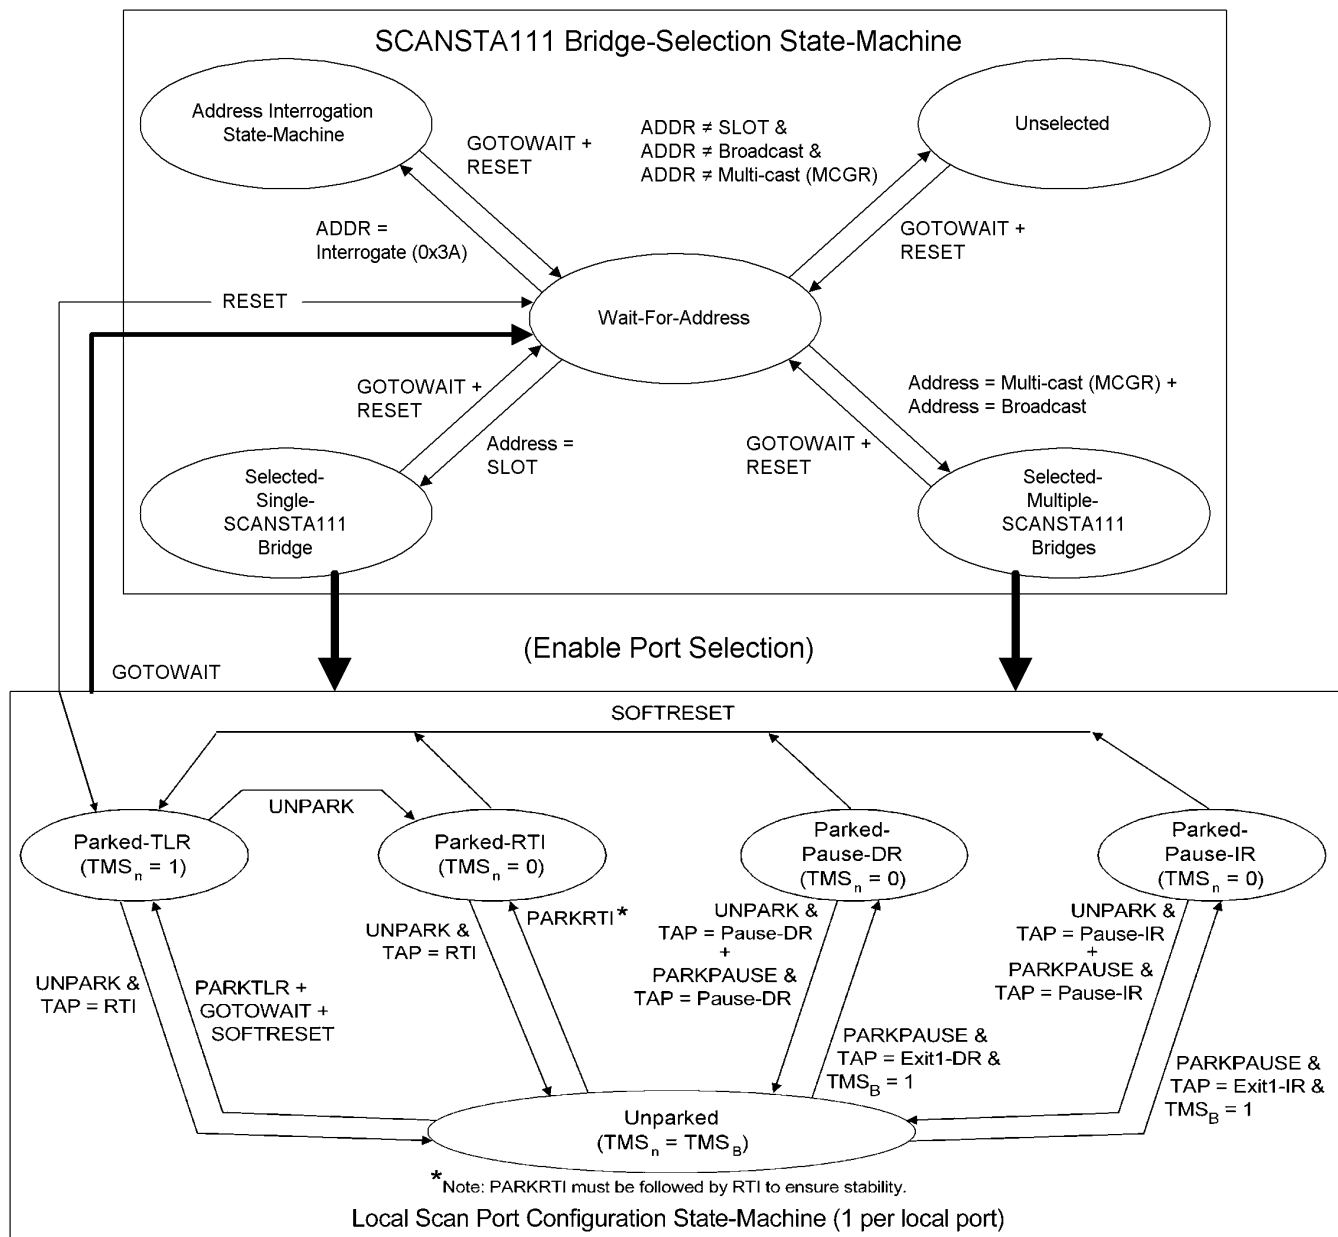 SCANSTA111 Bridge-Selection State-Machine
Address Interrogation
State-Machine
GOTOWAIT +
RESET
ADDR ≠ SLOT &
ADDR ≠ Broadcast &
ADDR ≠ Multi-cast (MCGR)
Unselected
ADDR =
Interrogate (0x3A)
GOTOWAIT +
RESET
RESET
Wait-For-Address
GOTOWAIT +
RESET
Address =
SLOT
Address = Multi-cast (MCGR) +
Address = Broadcast
GOTOWAIT +
RESET
Selected-
Single-
SCANSTA111
Bridge
Selected-
Multiple-
SCANSTA111
Bridges
(Enable Port Selection)
GOTOWAIT
SOFTRESET
UNPARK
Parked-TLR
(TMSn = 1)
Parked-RTI
(TMSn = 0)
Parked-
Pause-DR
(TMSn = 0)
Parked-
Pause-IR
(TMSn = 0)
UNPARK &
TAP = RTI
PARKTLR +
GOTOWAIT +
SOFTRESET
UNPARK &
TAP = RTI
PARKRTI*
UNPARK &
TAP = Pause-DR
+
PARKPAUSE &
TAP = Pause-DR
PARKPAUSE &
TAP = Exit1-DR &
TMSB = 1
UNPARK &
TAP = Pause-IR
+
PARKPAUSE &
TAP = Pause-IR
PARKPAUSE &
TAP = Exit1-IR &
TMSB = 1
Unparked
(TMSn = TMSB)
*Note: PARKRTI must be followed by RTI to ensure stability.
Local Scan Port Configuration State-Machine (1 per local port)